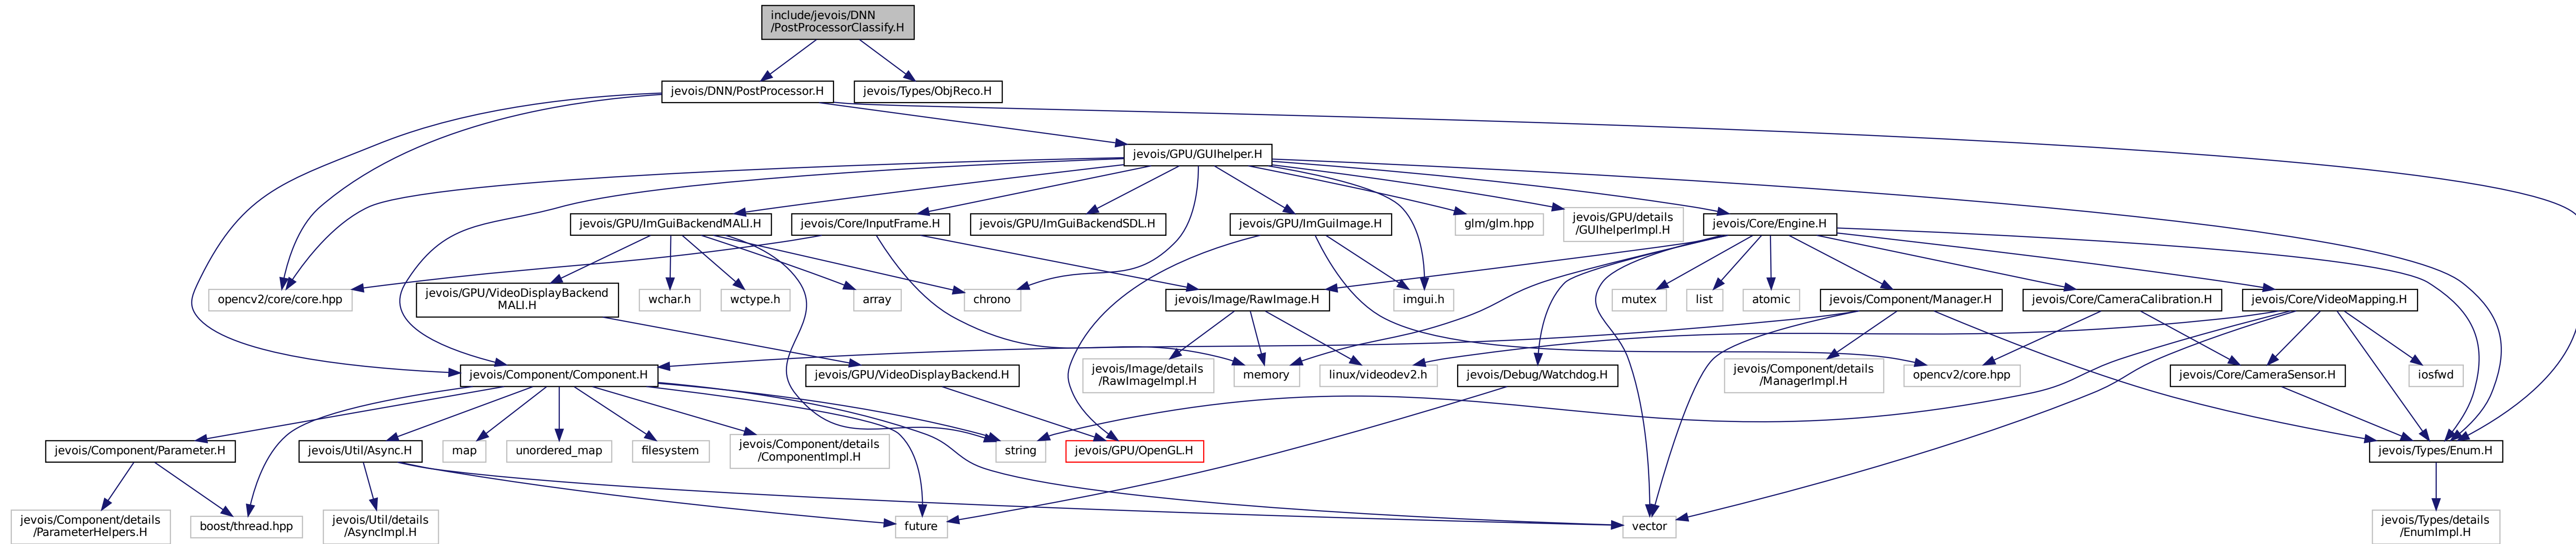 include/jevois/DNN
/PostProcessorClassify.H
jevois/DNN/PostProcessor.H
jevois/Types/ObjReco.H
jevois/GPU/GUIhelper.H
jevois/GPU/ImGuiBackendMALI.H
jevois/Core/InputFrame.H
jevois/GPU/ImGuiBackendSDL.H
jevois/GPU/ImGuiImage.H
glm/glm.hpp
jevois/GPU/details
/GUIhelperImpl.H
jevois/Core/Engine.H
opencv2/core/core.hpp
jevois/GPU/VideoDisplayBackend
MALI.H
wchar.h
wctype.h
array
chrono
jevois/Image/RawImage.H
imgui.h
mutex
list
atomic
jevois/Component/Manager.H
jevois/Core/CameraCalibration.H
jevois/Core/VideoMapping.H
jevois/Component/Component.H
jevois/GPU/VideoDisplayBackend.H
jevois/Image/details
/RawImageImpl.H
memory
linux/videodev2.h
jevois/Debug/Watchdog.H
jevois/Component/details
/ManagerImpl.H
opencv2/core.hpp
jevois/Core/CameraSensor.H
iosfwd
jevois/Component/Parameter.H
jevois/Util/Async.H
map
unordered_map
filesystem
jevois/Component/details
/ComponentImpl.H
string
jevois/GPU/OpenGL.H
jevois/Types/Enum.H
jevois/Component/details
/ParameterHelpers.H
boost/thread.hpp
jevois/Util/details
/AsyncImpl.H
future
vector
jevois/Types/details
/EnumImpl.H